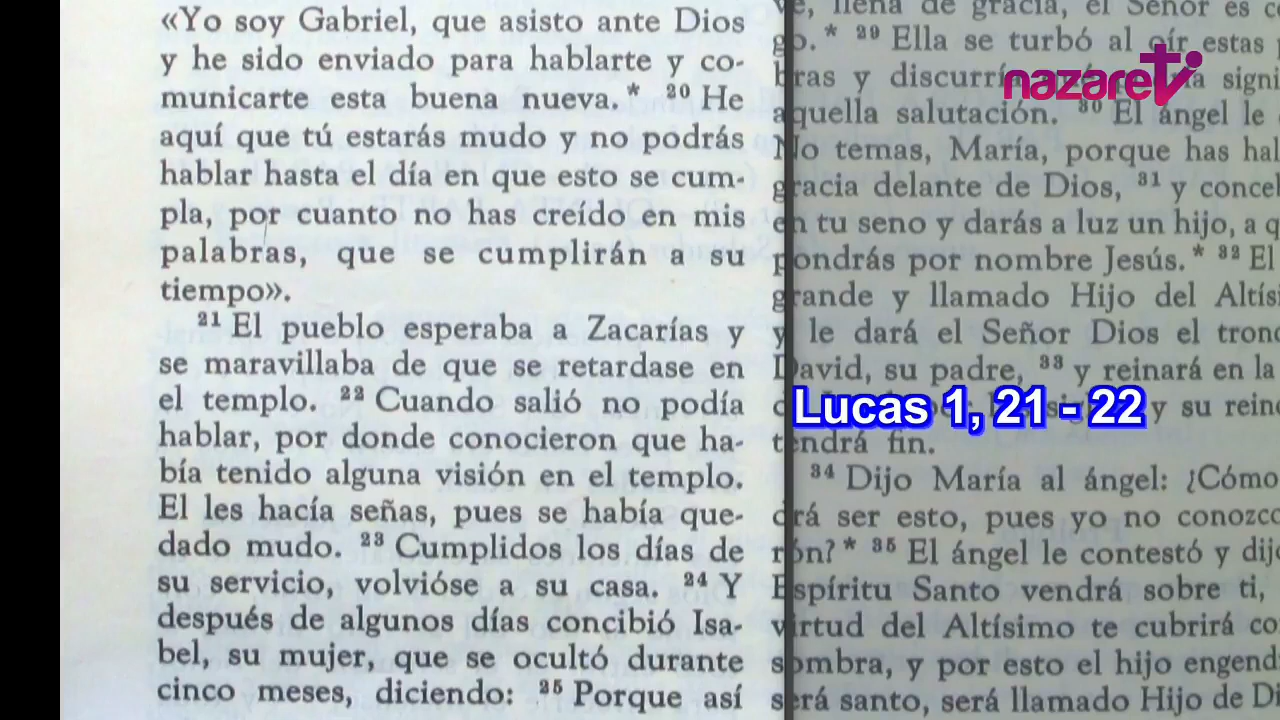 «Yo soy Gabriel, que asisto ante Dios
y he sido enviado para hablarte y co-
municarte esta buena nueva.* 20 He
aquí que tú estarás mudo y no podrás
hablar hasta el día en que esto se cum-
pla, por cuanto no has creído en mis
palabras, que se cumplirán a su
tiempo».
21 El pueblo esperaba a Zacarías y
se maravillaba de que se retardase en
el templo. 22 Cuando salió no podía
hablar, por donde conocieron que ha-
bía tenido alguna visión en el templo.
El les hacía señas, pues se había que-
dado mudo. 23 Cumplidos los días de
su servicio, volvióse a su casa. 24 Y
después de algunos días concibió Isa-
bel, su mujer, que se ocultó durante
cinco meses, diciendo: 25 Porque así
llena de gracia, el Señor es
go.* 29 Ella se turbó al oír estas
bras y discurría
aquella salutación. 30 El ángel le
No temas, María, porque has hal
gracia delante de Dios, 31 y conce
en tu seno y darás a luz un hijo, a
pondrás por nombre Jesús.* 32 El
grande y llamado Hijo del Altísi
y le dará el Señor Dios el tron
David, su padre, 33 y reinará en la
y su rein
tendrá fin.
34 Dijo María al ángel: ¿Cómo
drá ser esto, pues yo no conozc
rón?* 35 El ángel le contestó y dij
Espíritu Santo vendrá sobre ti,
virtud del Altísimo te cubrirá co
sombra, y por esto el hijo engend
será santo, será llamado Hijo de D
nazaretv
Lucas 1, 21 - 22